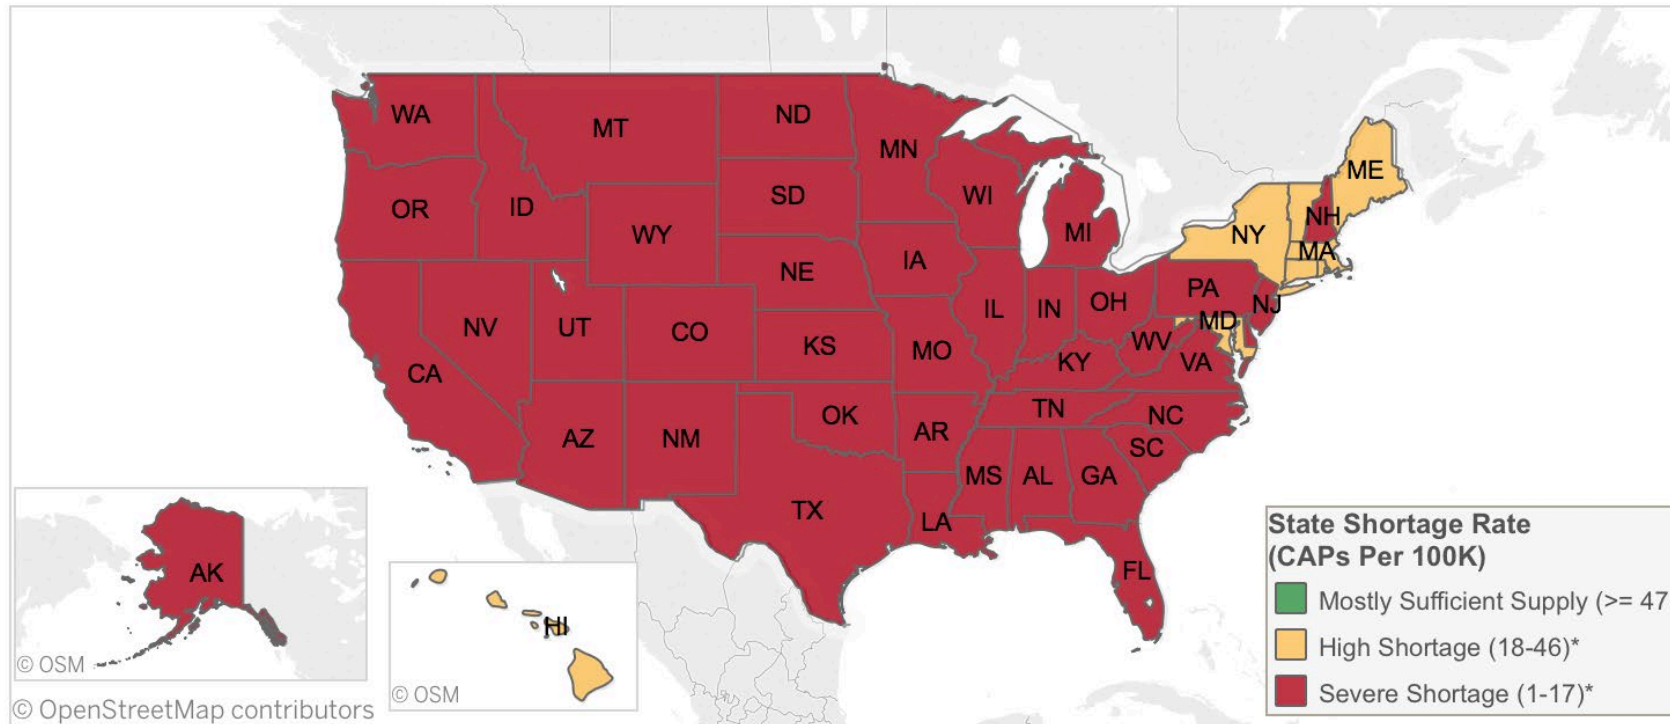 WA
MT
ND
MN
ME
OR
ID
SD
WI
NH
WY
MI
NY
MA
IA
NE
PA
NV
UT
CO
IL
IN
OH
NJ
MD
CA
KS
MO
WV
VA
KY
AZ
NM
OK
AR
TN
NC
SC
MS
AL
GA
TX
LA
FL
AK
HI
© OSM
© OSM
© OpenStreetMap contributors
State Shortage Rate
(CAPs Per 100K)
Mostly Sufficient Supply (>= 47
High Shortage (18-46)*
Severe Shortage (1-17)*